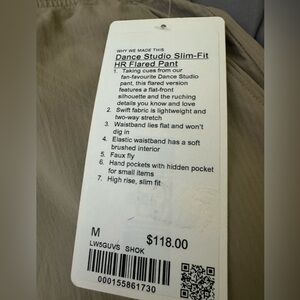 WHY WE MADE THIS
Dance Studio Slim-Fit
HR Flared Pant
1. Taking cues from our
fan-favourite Dance Studio
pant, this flared version
features a flat-front
silhouette and the ruching
details you know and love
2. Swift fabric is lightweight and
two-way stretch
3. Waistband lies flat and won't
dig in
4. Elastic waistband has a soft
brushed interior
5. Faux fly
6. Hand pockets with hidden pocket
for small items
7. High rise, slim fit
M
$118.00
LW5GUVS SHOK
000155861730